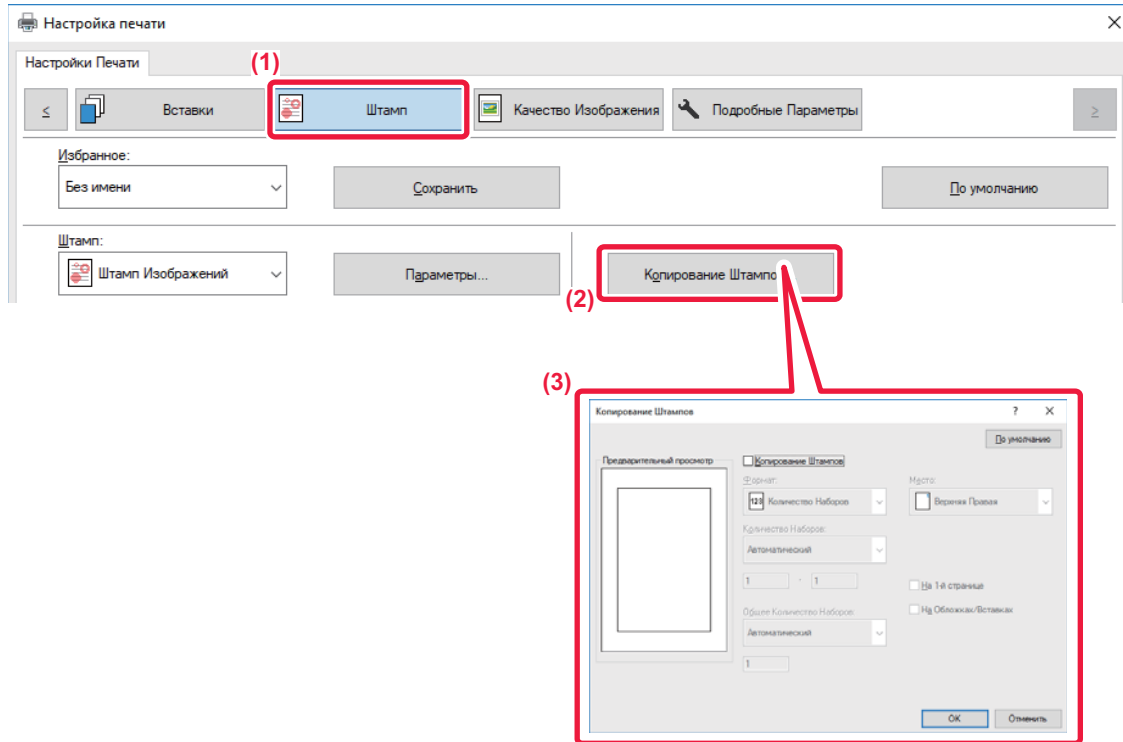 Настройка печати
Настройки Печати
(1)
<
Вставки
Штамп
Качество Изображения
Подробные Параметры
>
Избранное:
Без имени
Сохранить
По умолчанию
Штамп:
Штамп Изображений
Параметры...
Копирование Штампо
(2)
(3)
Копирование Штампов
?
По умолчанию
Предварительный просмотр
Копирование Штампов
Формат:
Место:
123 Количество Наборов
Верхняя Правая
Количество Наборов:
Автоматический
1 - 1
На 1-й странице
Общее Количество Наборов:
На Обложках/Вставках
Автоматический
1
OK
Отменить